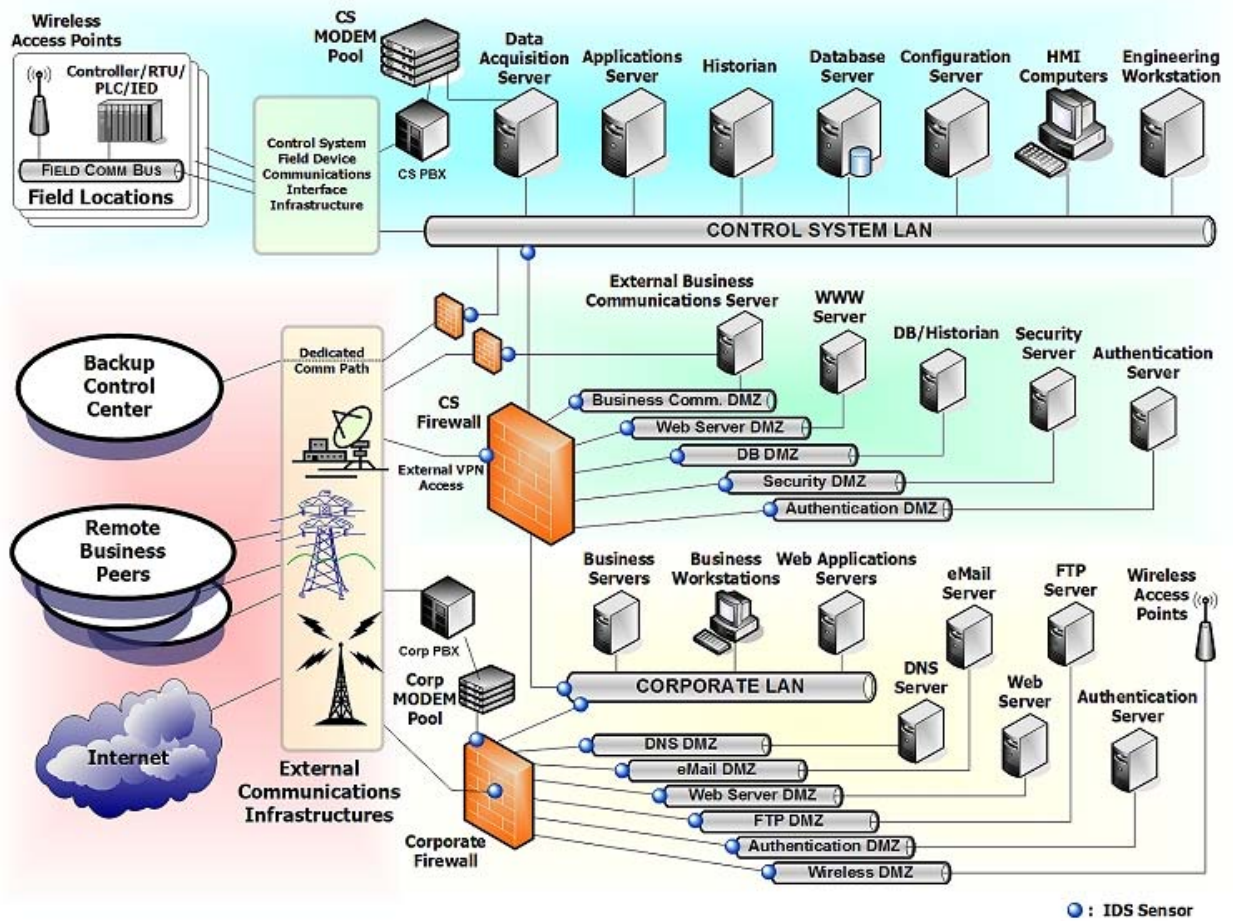 Wireless
Access Points
Controller/RTU/
PLC/IED
FIELD COMM BUS
Field Locations
Control System
Field Device
Communications
Interface
Infrastructure
CS
MODEM
Pool
CS PBX
Data
Acquisition
Server
Applications
Server
Historian
Database
Server
Configuration
Server
HMI
Computers
Engineering
Workstation
CONTROL SYSTEM LAN
Backup
Control
Center
Dedicated
Comm Path
External Business
Communications Server
WWW
Server
DB/Historian
Security
Server
Authentication
Server
CS
Firewall
External VPN
Access
Business Comm. DMZ
Web Server DMZ
DB DMZ
Security DMZ
Authentication DMZ
Remote
Business
Peers
Internet
External
Communications
Infrastructures
Corp PBX
Corp
MODEM
Pool
Business
Servers
Business
Workstations
Web Applications
Servers
eMail
Server
FTP
Server
Wireless
Access
Points
CORPORATE LAN
DNS
Server
Web
Server
Authentication
Server
Corporate
Firewall
DNS DMZ
eMail DMZ
Web Server DMZ
FTP DMZ
Authentication DMZ
Wireless DMZ
: IDS Sensor